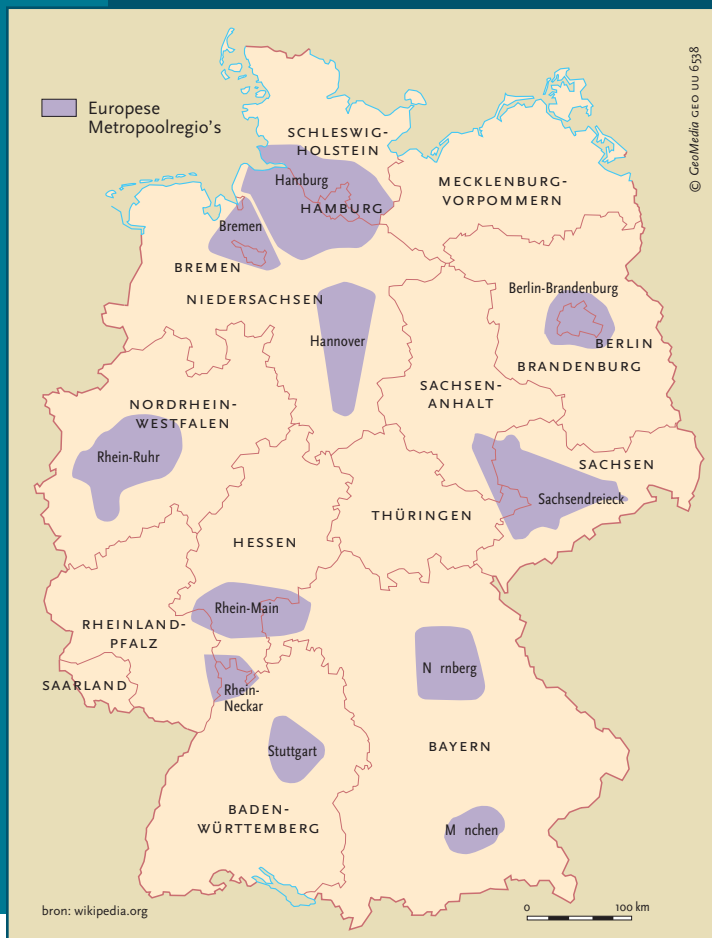 Europese
Metropoolregio's
© GeoMedia GEO UU 6538
SCHLESWIG-
HOLSTEIN
Hamburg
HAMBURG
MECKLENBURG-
VORPOMMERN
Bremen
BREMEN
NIEDERSACHSEN
Hannover
Berlin-Brandenburg
BERLIN
BRANDENBURG
SACHSEN-
ANHALT
NORDRHEIN-
WESTFALEN
Rhein-Ruhr
SACHSEN
Sachsendreieck
THÜRINGEN
HESSEN
Rhein-Main
RHEINLAND-
PFALZ
SAARLAND
Rhein-
Neckar
N rnberg
Stuttgart
BAYERN
BADEN-
WÜRTTEMBERG
M nchen
bron: wikipedia.org
0 100 km